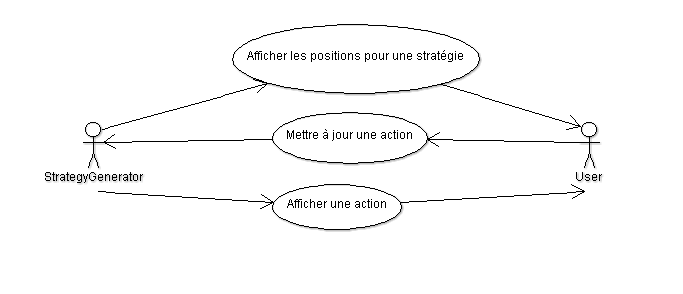 Afficher les positions pour une stratégie
Mettre à jour une action
StrategyGenerator
User
Afficher une action